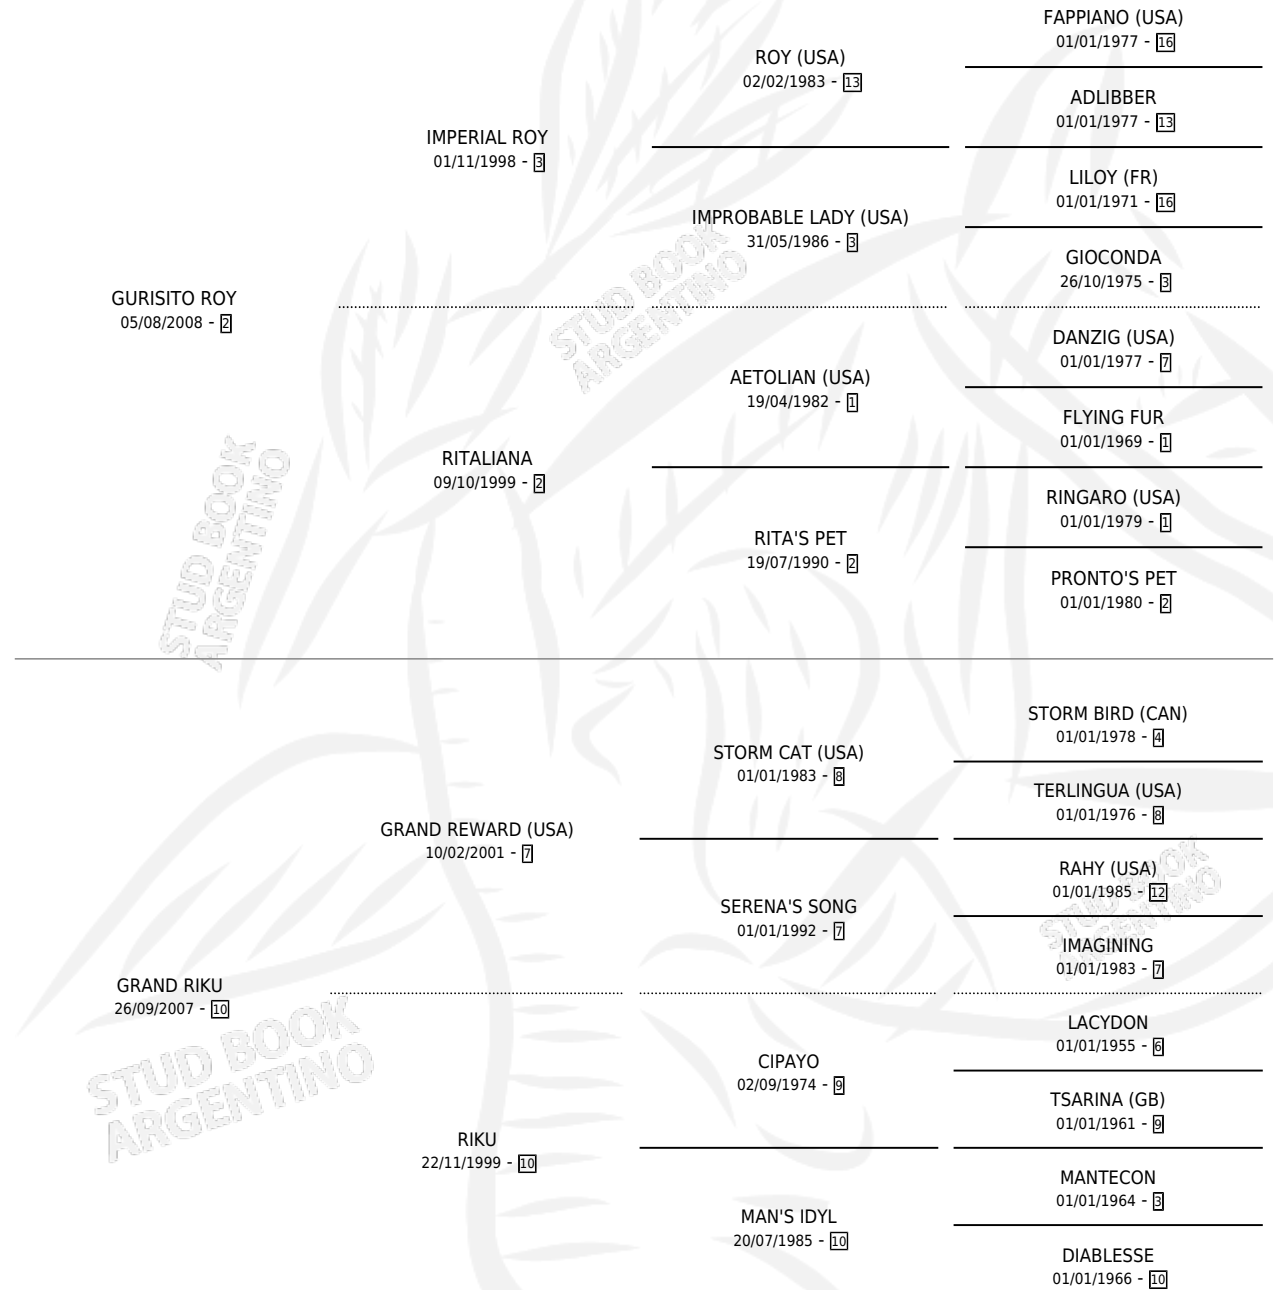 FAPPIANO (USA)
01/01/1977 - 16
ROY (USA)
02/02/1983 - 13
ADLIBBER
01/01/1977 - 13
IMPERIAL ROY
01/11/1998 - 3
LILOY (FR)
01/01/1971 - 16
IMPROBABLE LADY (USA)
31/05/1986 - 3
GIOCONDA
26/10/1975 - 3
GURISITO ROY
05/08/2008 - 2
DANZIG (USA)
01/01/1977 - 7
AETOLIAN (USA)
19/04/1982 - 1
FLYING FUR
01/01/1969 - 1
RITALIANA
09/10/1999 - 2
RINGARO (USA)
01/01/1979 - 1
RITA'S PET
19/07/1990 - 2
PRONTO'S PET
01/01/1980 - 2
STORM BIRD (CAN)
01/01/1978 - 4
STORM CAT (USA)
01/01/1983 - 8
TERLINGUA (USA)
01/01/1976 - 8
GRAND REWARD (USA)
10/02/2001 - 7
RAHY (USA)
01/01/1985 - 12
SERENA'S SONG
01/01/1992 - 7
IMAGINING
01/01/1983 - 7
GRAND RIKU
26/09/2007 - 10
LACYDON
01/01/1955 - 6
CIPAYO
02/09/1974 - 9
TSARINA (GB)
01/01/1961 - 9
RIKU
22/11/1999 - 10
MANTECON
01/01/1964 - 3
MAN'S IDYL
20/07/1985 - 10
DIABLESSE
01/01/1966 - 10
STUD BOOK
ARGENTINO
STUD BOOK
ARGENTINO
STUD BOOK
ARGENTINO
STUD BOOK
ARGENTINO